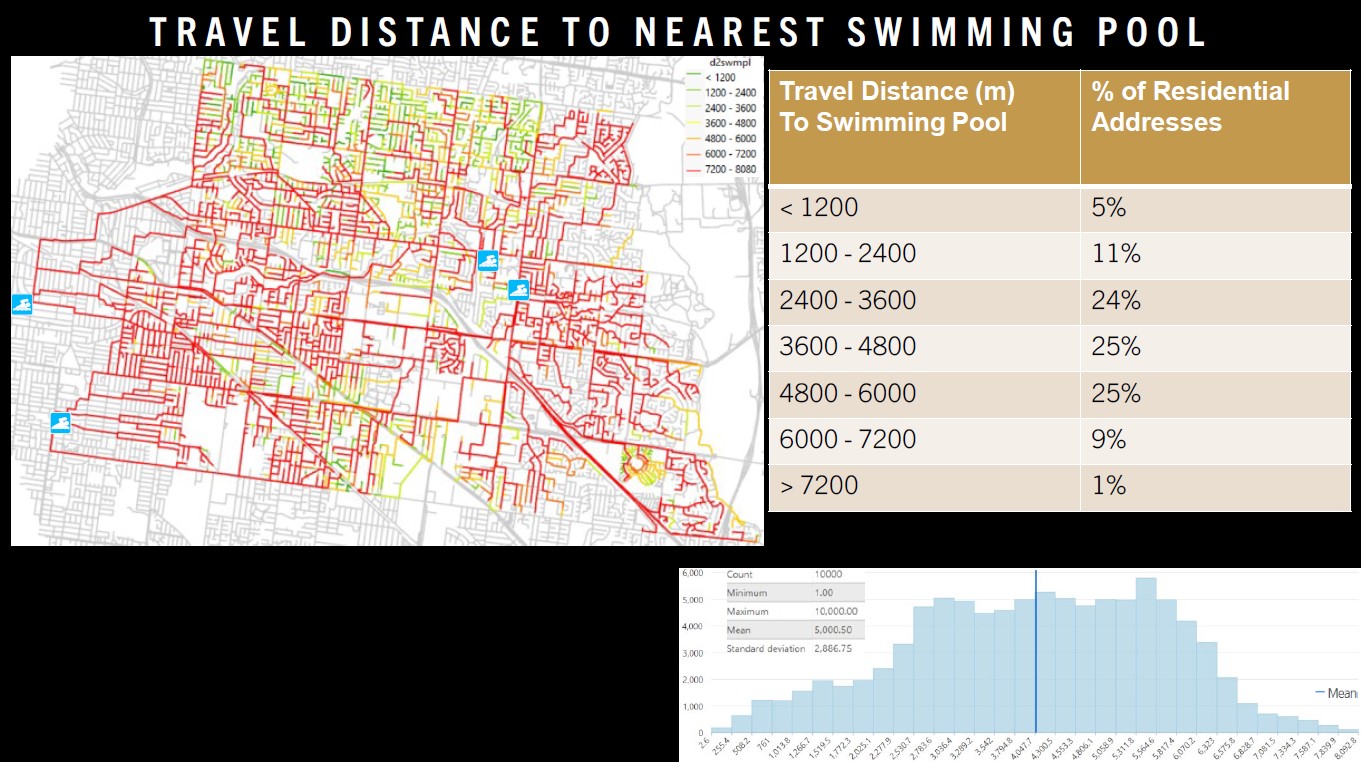 TRAVEL DISTANCE TO NEAREST SWIMMING POOL
d2swmpl
< 1200
1200 - 2400
2400 - 3600
3600 - 4800
4800 - 6000
6000 - 7200
7200 - 8080
Travel Distance (m) % of Residential
To Swimming Pool Addresses
< 1200 5%
1200 - 2400 11%
2400 - 3600 24%
3600 - 4800 25%
4800 - 6000 25%
6000 - 7200 9%
> 7200 1%
6,000
4,000
3,000
2,000
1,000
0
Count 10000
Minimum 1.00
Maximum 10,000.00
Mean 5,000.50
Standard deviation 2,886.75
Mean
2.6
255.4
508.2
761
1,013.8
1,266.7
1,519.5
1,772.3
2,025.1
2,277.9
2,530.7
2,783.6
3,036.4
3,289.2
3,542
3,794.8
4,047.7
4,300.5
4,553.3
4,806.1
5,058.9
5,311.8
5,564.6
5,817.4
6,070.2
6,323
6,575.8
6,828.7
7,081.5
7,334.3
7,587.1
7,839.9
8,092.8